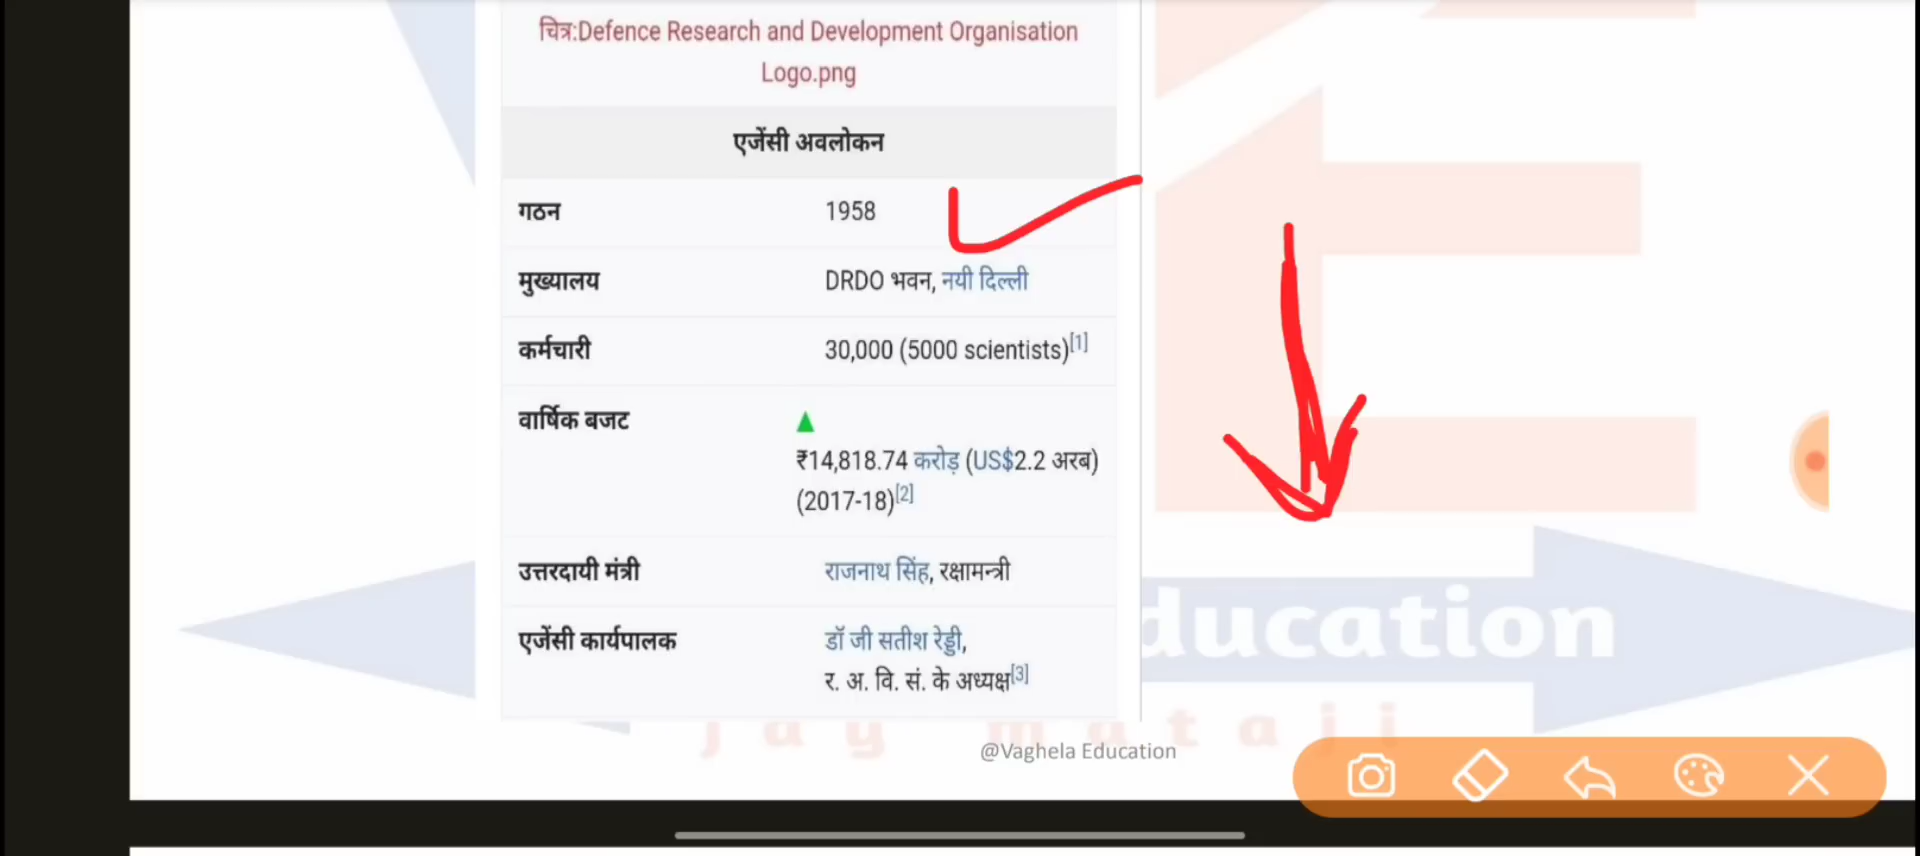 चित्र:Defence Research and Development Organisation
Logo.png
एजेंसी अवलोकन
गठन 1958
मुख्यालय DRDO भवन, नयी दिल्ली
कर्मचारी 30,000 (5000 scientists)[1]
वार्षिक बजट ▲
₹14,818.74 करोड़ (US$2.2 अरब)
(2017-18)[2]
उत्तरदायी मंत्री राजनाथ सिंह, रक्षामन्त्री
एजेंसी कार्यपालक डॉ जी सतीश रेड्डी,
र. अ. वि. सं. के अध्यक्ष[3]
ducation
jay mataji
@Vaghela Education